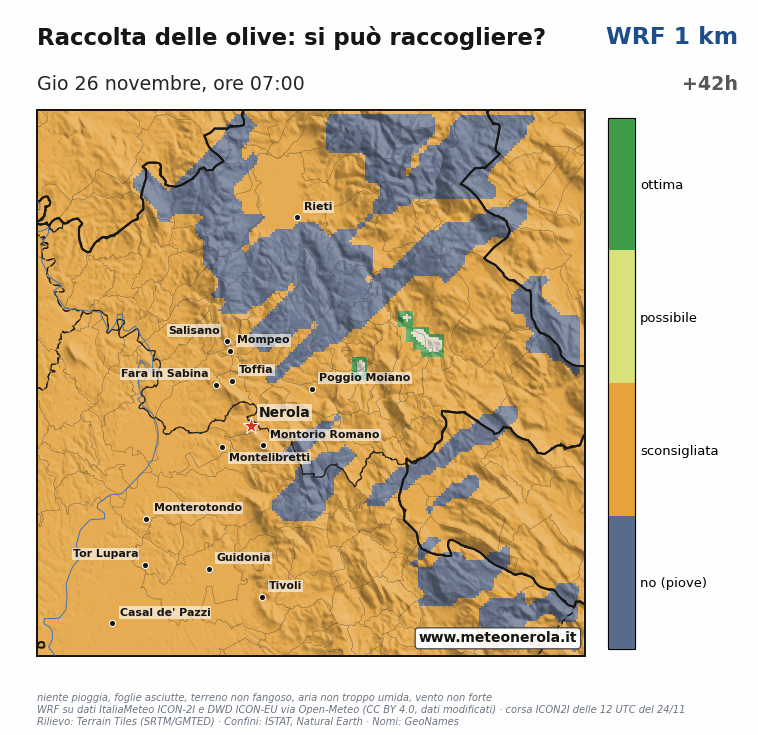 Raccolta delle olive: si può raccogliere?
WRF 1 km
Gio 26 novembre, ore 07:00
+42h
Rieti
Salisano
Mompeo
Fara in Sabina
Toffia
Poggio Moiano
Nerola
Montorio Romano
Montelibretti
Monterotondo
Tor Lupara
Guidonia
Tivoli
Casal de' Pazzi
www.meteonerola.it
ottima
possibile
sconsigliata
no (piove)
niente pioggia, foglie asciutte, terreno non fangoso, aria non troppo umida, vento non forte
WRF su dati ItaliaMeteo ICON-2I e DWD ICON-EU via Open-Meteo (CC BY 4.0, dati modificati) · corsa ICON2I delle 12 UTC del 24/11
Rilievo: Terrain Tiles (SRTM/GMTED) · Confini: ISTAT, Natural Earth · Nomi: GeoNames